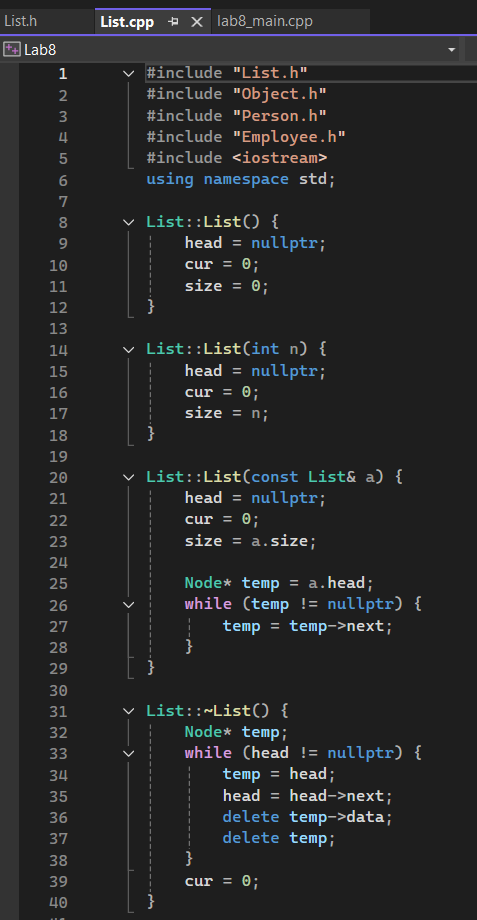 List.h List.cpp lab8_main.cpp
Lab8
1 #include "List.h"
2 #include "Object.h"
3 #include "Person.h"
4 #include "Employee.h"
5 #include <iostream>
6 using namespace std;
7
8 List::List() {
9 head = nullptr;
10 cur = 0;
11 size = 0;
12 }
13
14 List::List(int n) {
15 head = nullptr;
16 cur = 0;
17 size = n;
18 }
19
20 List::List(const List& a) {
21 head = nullptr;
22 cur = 0;
23 size = a.size;
24
25 Node* temp = a.head;
26 while (temp != nullptr) {
27 temp = temp->next;
28 }
29 }
30
31 List::~List() {
32 Node* temp;
33 while (head != nullptr) {
34 temp = head;
35 head = head->next;
36 delete temp->data;
37 delete temp;
38 }
39 cur = 0;
40 }